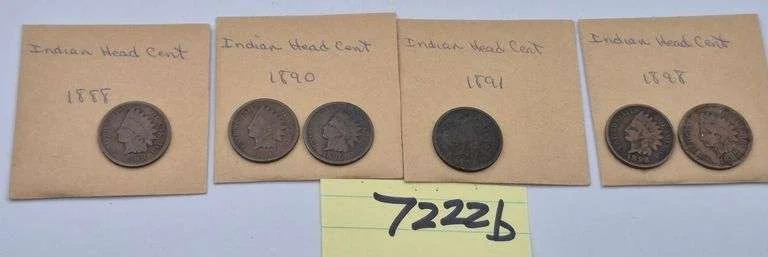 Indian Head Cent
1888
Indian Head Cent
1890
Indian Head Cent
1891
Indian Head Cent
1898
7222b